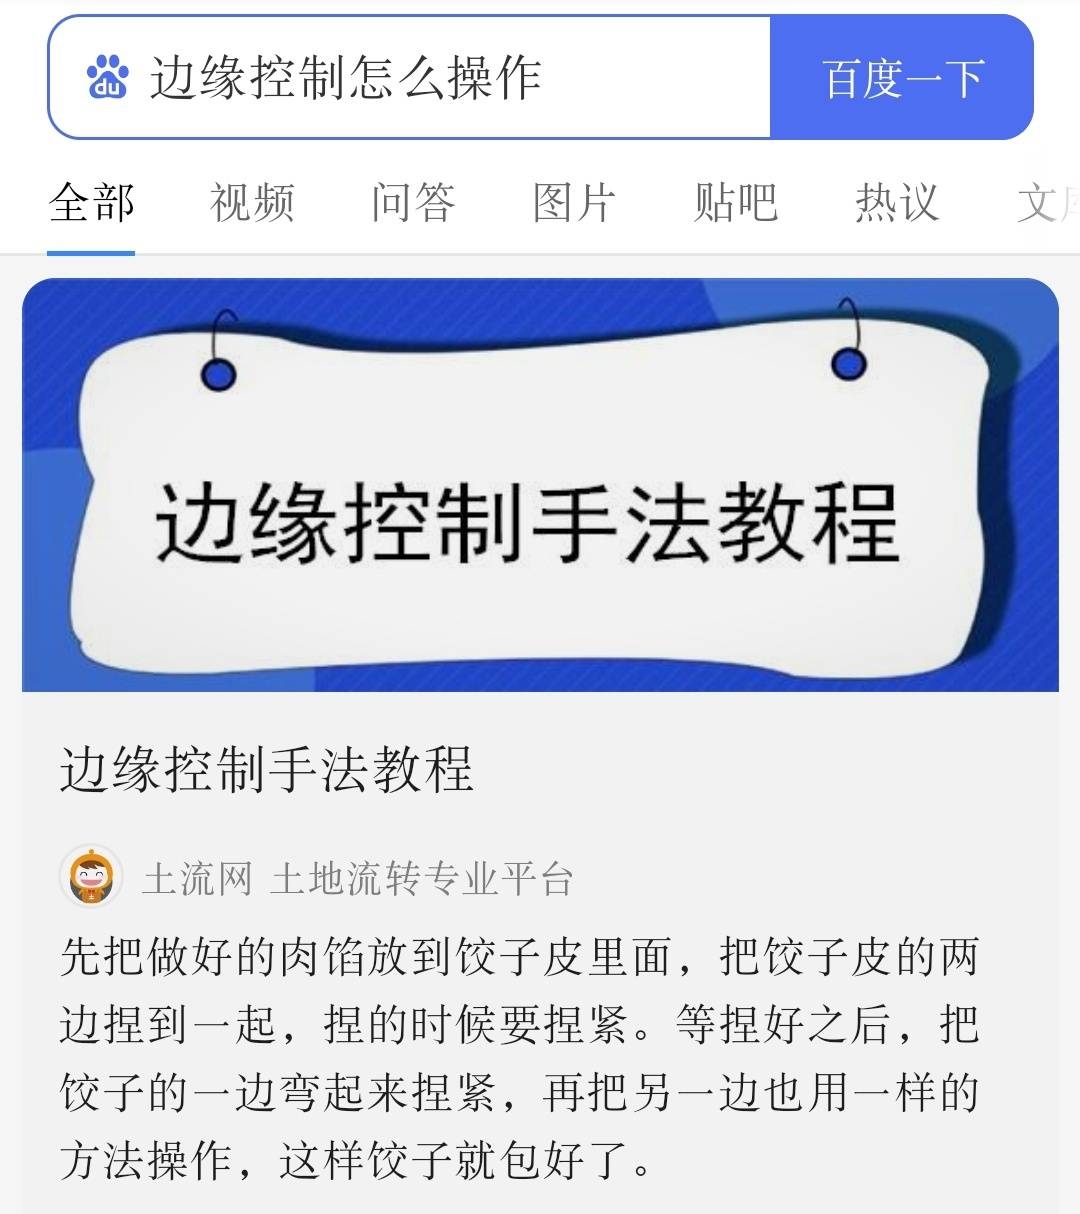 du 边缘控制怎么操作 百度一下
全部 视频 问答 图片 贴吧 热议 文库
边缘控制手法教程
边缘控制手法教程
土流网 土地流转专业平台
先把做好的肉馅放到饺子皮里面，把饺子皮的两
边捏到一起，捏的时候要捏紧。等捏好之后，把
饺子的一边弯起来捏紧，再把另一边也用一样的
方法操作，这样饺子就包好了。